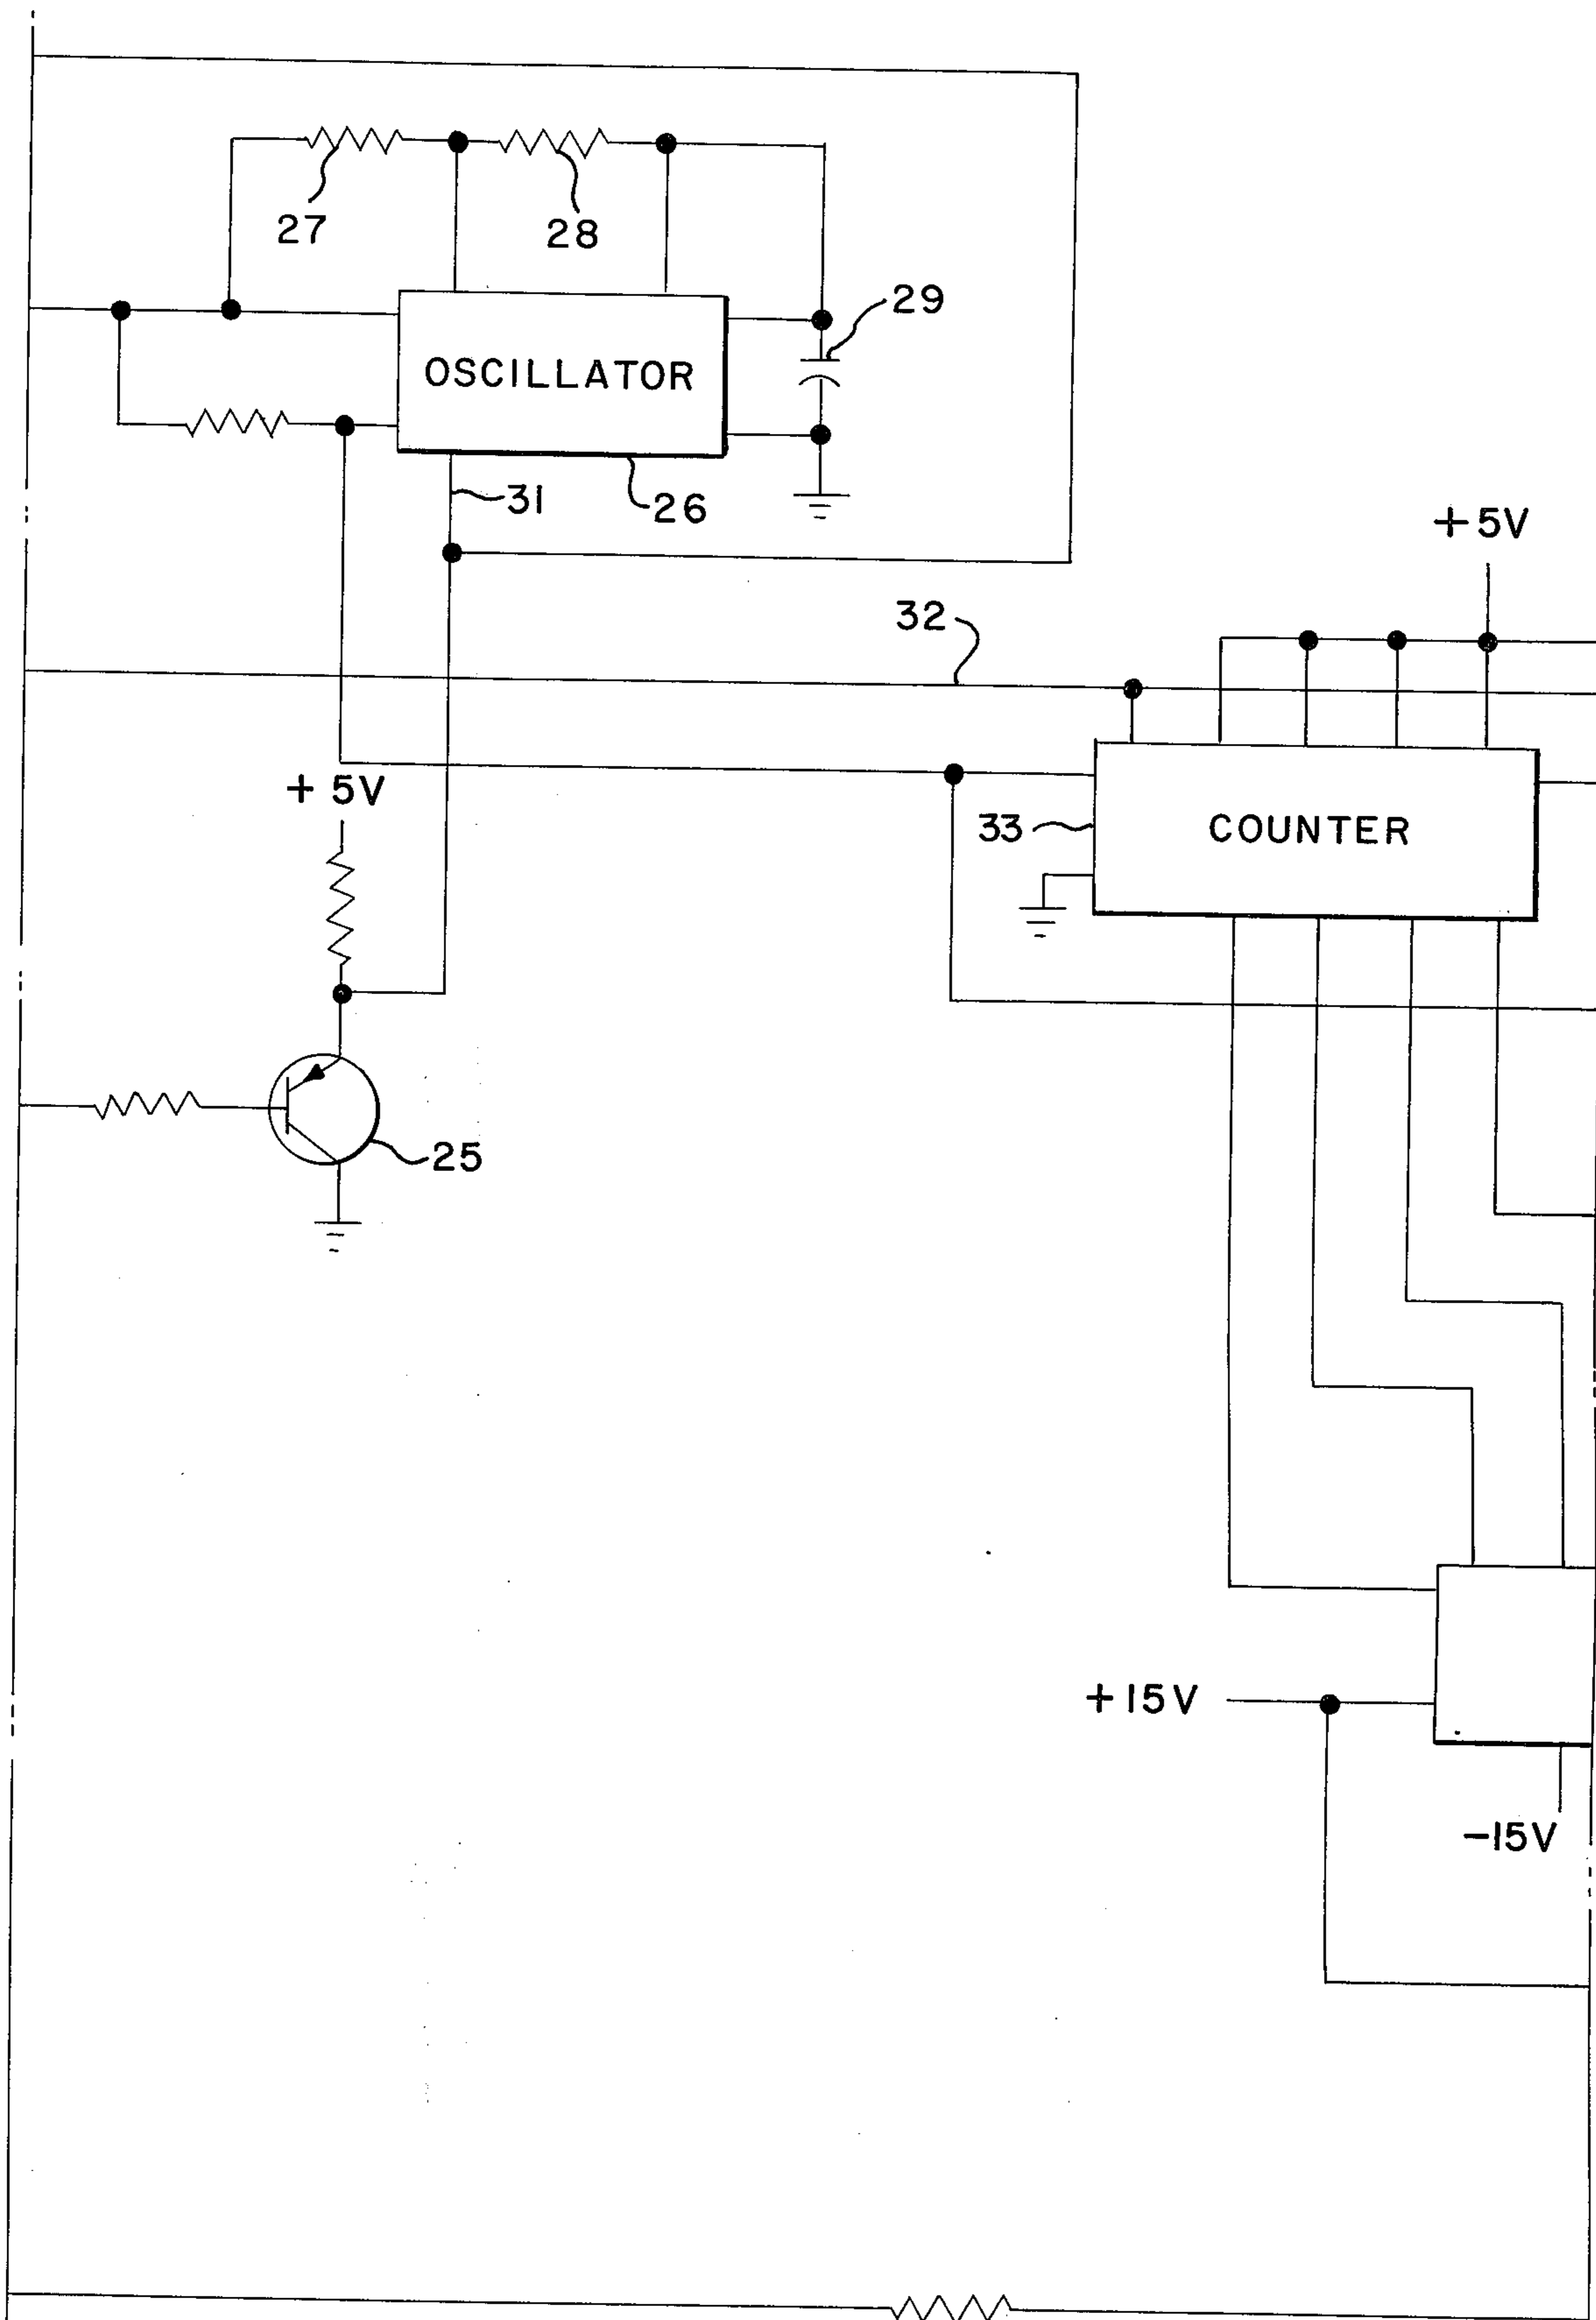 27
28
29
OSCILLATOR
31
26
+5V
32
+5V
33
COUNTER
25
+15V
-15V